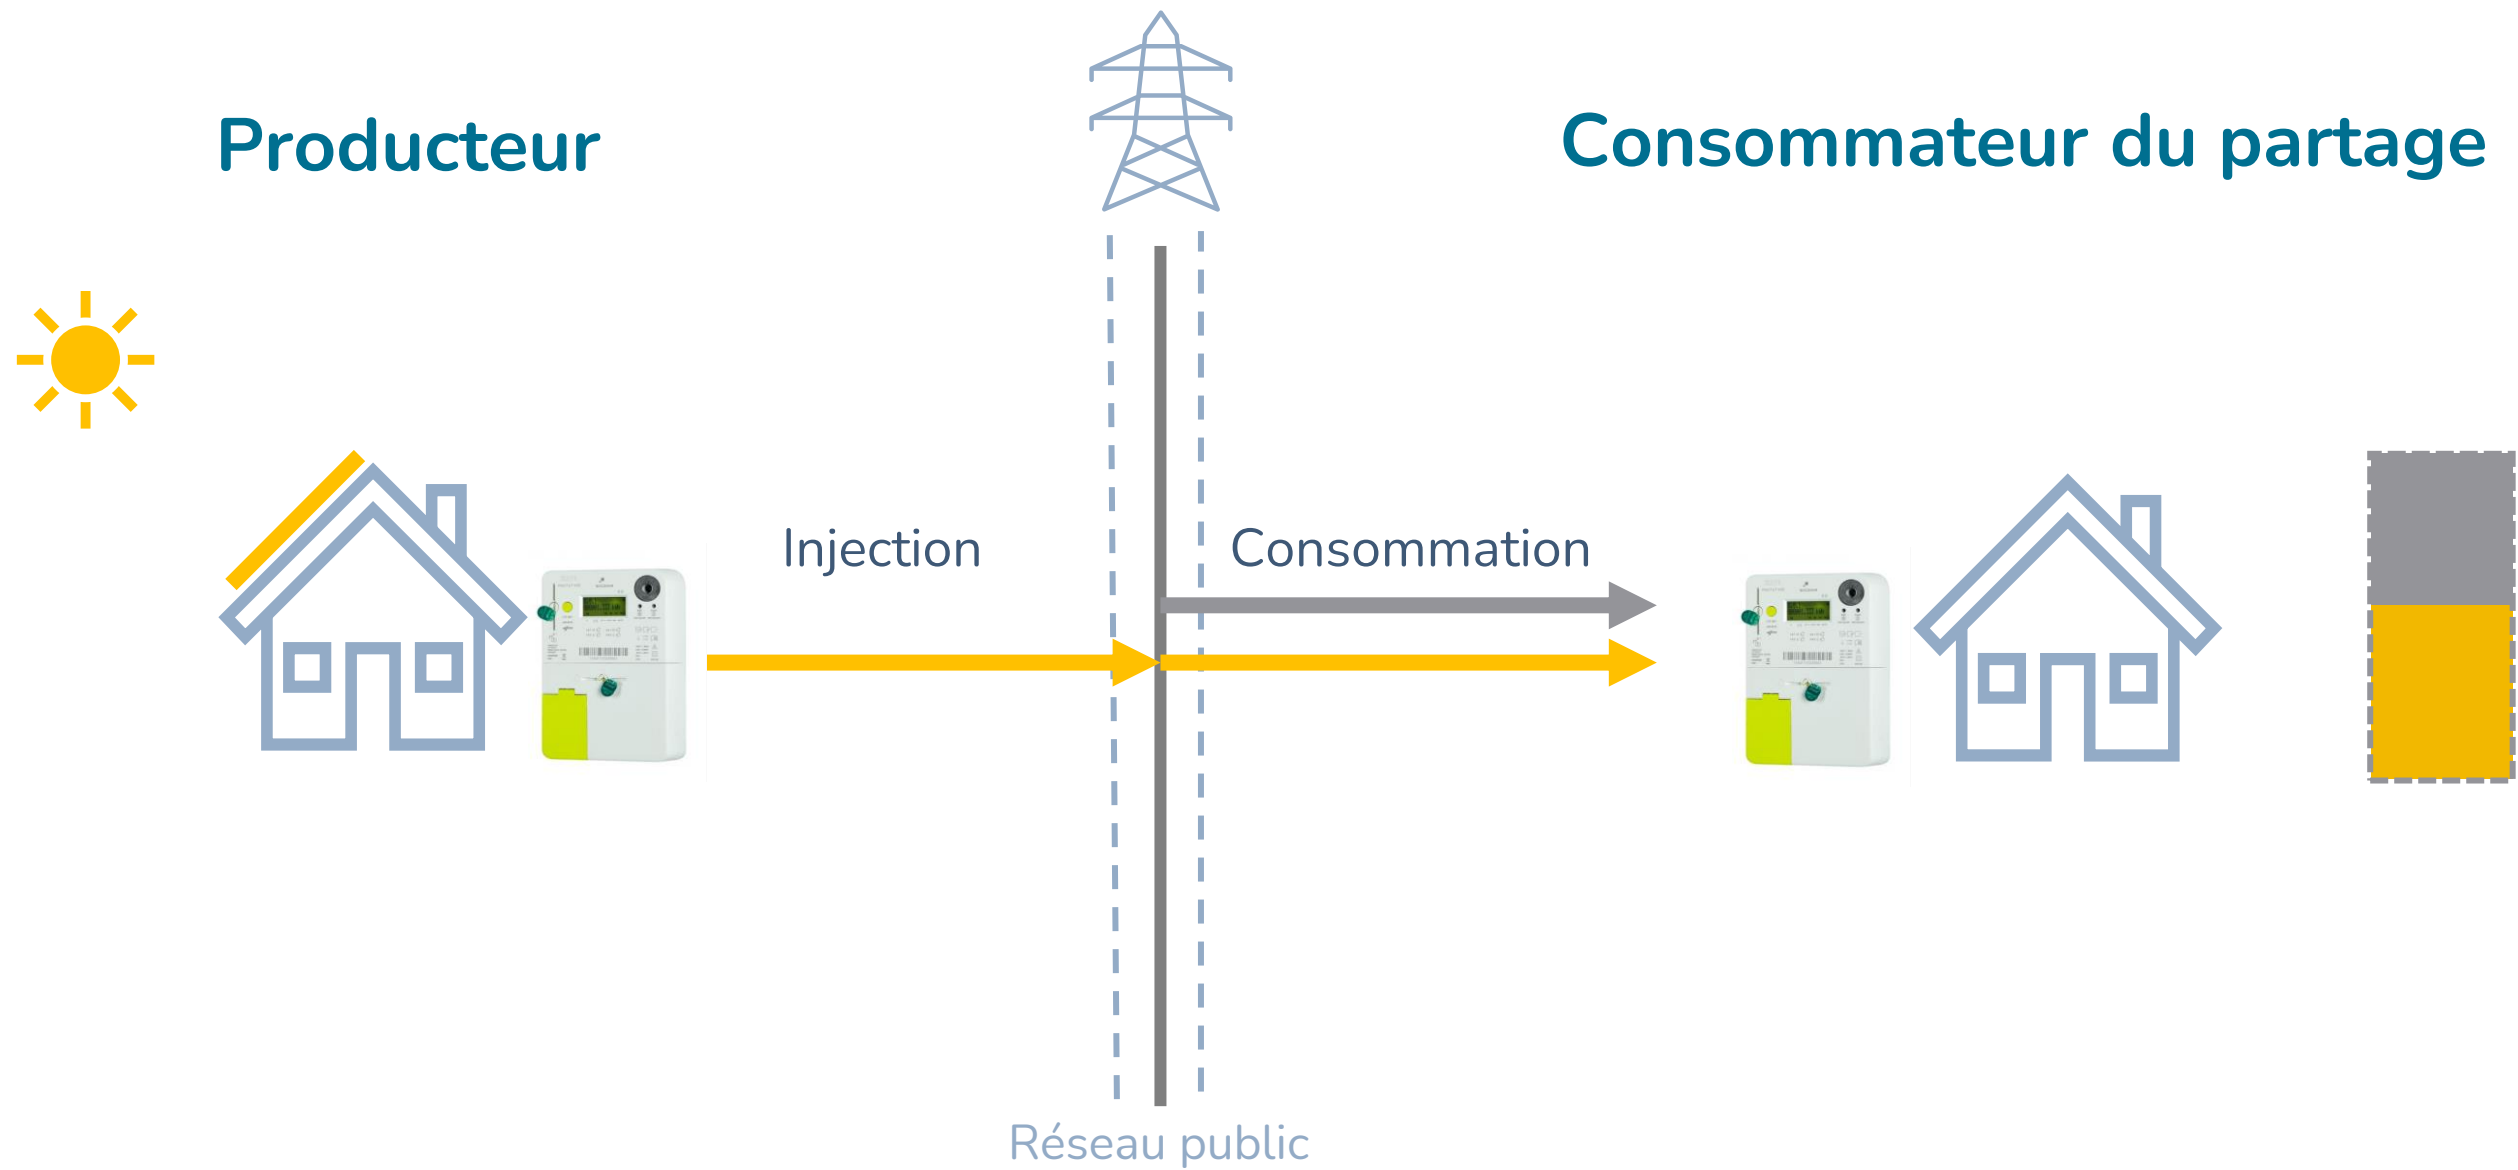 Producteur
Consommateur du partage
Injection
Consommation
Réseau public